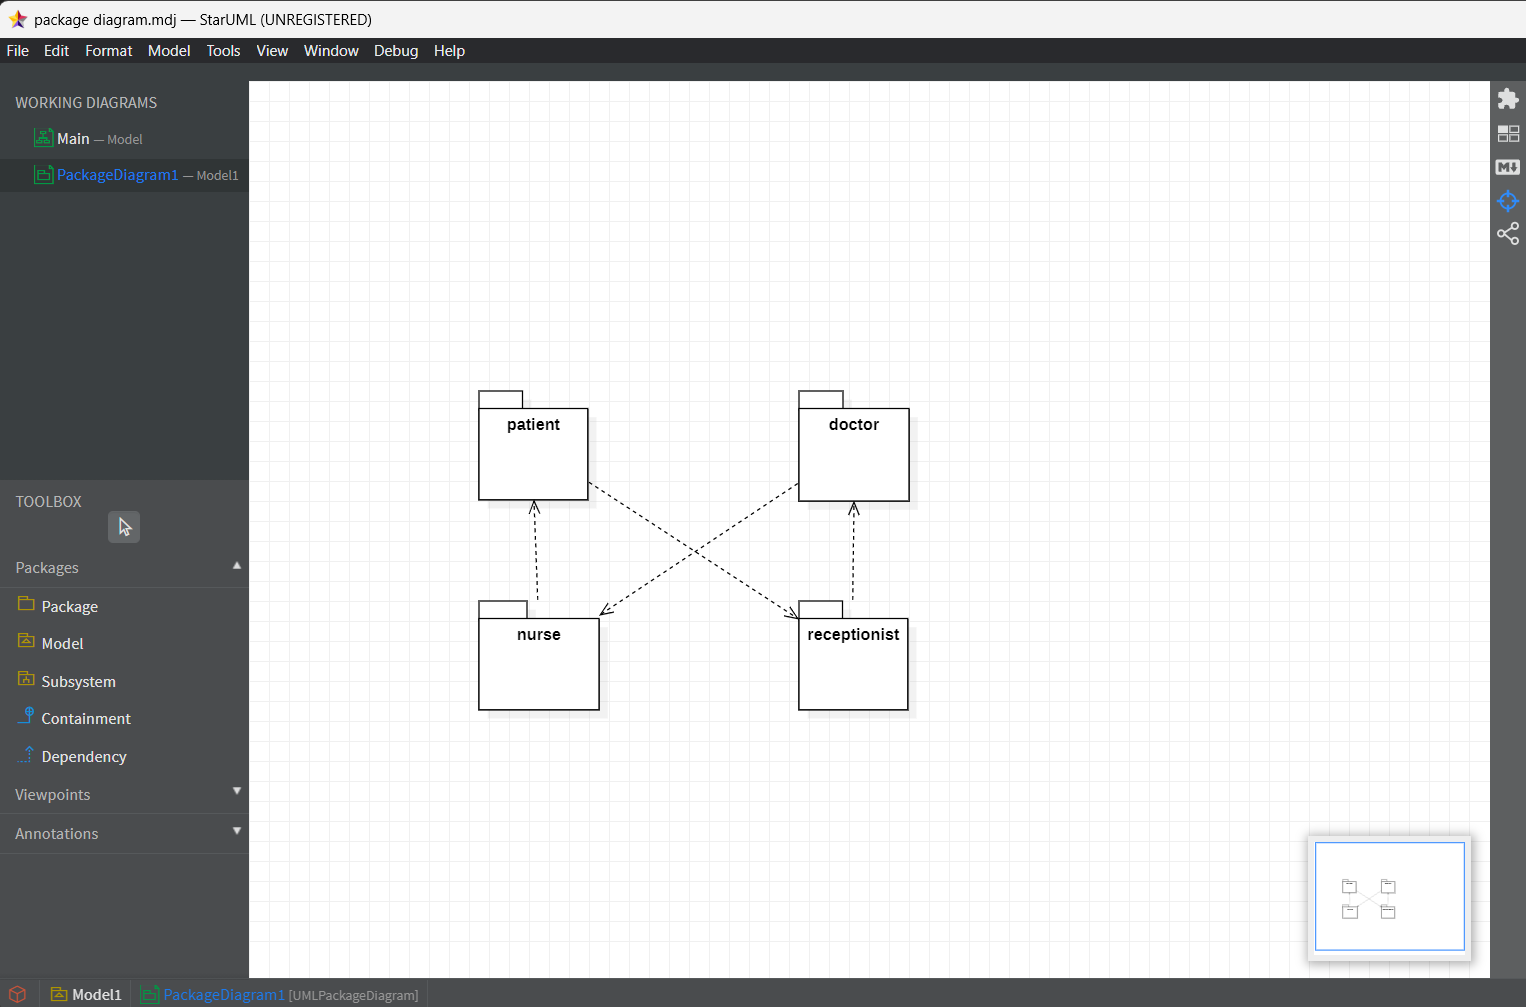 package diagram.mdj — StarUML (UNREGISTERED)
File Edit Format Model Tools View Window Debug Help
WORKING DIAGRAMS
Main — Model
PackageDiagram1 — Model1
patient
doctor
nurse
receptionist
TOOLBOX
Packages
Package
Model
Subsystem
Containment
Dependency
Viewpoints
Annotations
M
Model1 PackageDiagram1 [UMLPackageDiagram]